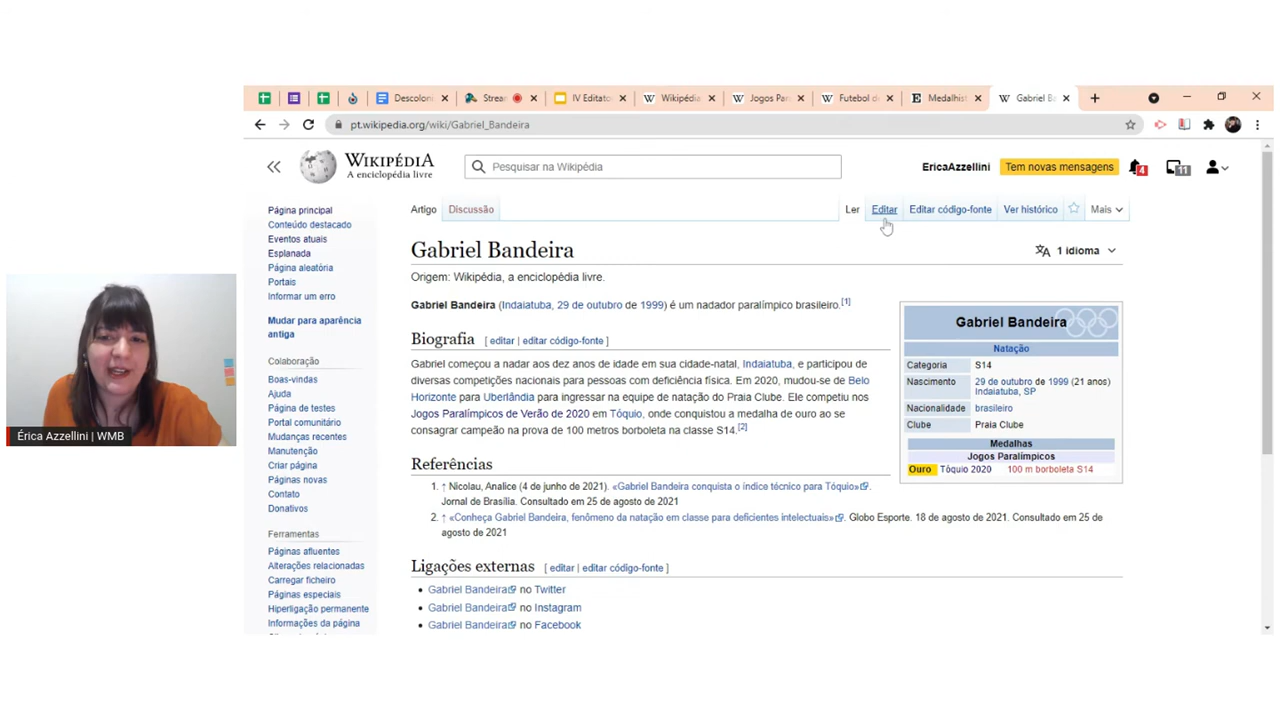 Descolon
Strea
IV Editato
Wikipédia
Jogos Par
Futebol d
Medalhist
Gabriel Ba
pt.wikipedia.org/wiki/Gabriel_Bandeira
WIKIPÉDIA
A enciclopédia livre
Pesquisar na Wikipédia
EricaAzzellini
Tem novas mensagens
4
11
Artigo Discussão
Ler Editar Editar código-fonte Ver histórico Mais
Página principal
Conteúdo destacado
Eventos atuais
Esplanada
Página aleatória
Portais
Informar um erro
Mudar para aparência
antiga
Colaboração
Boas-vindas
Ajuda
Página de testes
Portal comunitário
Mudanças recentes
Manutenção
Criar página
Páginas novas
Contato
Donativos
Ferramentas
Páginas afluentes
Alterações relacionadas
Carregar ficheiro
Páginas especiais
Hiperligação permanente
Informações da página
Gabriel Bandeira
1 idioma
Origem: Wikipédia, a enciclopédia livre.
Gabriel Bandeira (Indaiatuba, 29 de outubro de 1999) é um nadador paralímpico brasileiro.[1]
Biografia [ editar | editar código-fonte ]
Gabriel começou a nadar aos dez anos de idade em sua cidade-natal, Indaiatuba, e participou de
diversas competições nacionais para pessoas com deficiência física. Em 2020, mudou-se de Belo
Horizonte para Uberlândia para ingressar na equipe de natação do Praia Clube. Ele competiu nos
Jogos Paralímpicos de Verão de 2020 em Tóquio, onde conquistou a medalha de ouro ao se
consagrar campeão na prova de 100 metros borboleta na classe S14.[2]
Gabriel Bandeira
Natação
Categoria S14
Nascimento 29 de outubro de 1999 (21 anos)
Indaiatuba, SP
Nacionalidade brasileiro
Clube Praia Clube
Medalhas
Jogos Paralímpicos
Ouro Tóquio 2020 100 m borboleta S14
Referências
1. ↑ Nicolau, Analice (4 de junho de 2021). «Gabriel Bandeira conquista o índice técnico para Tóquio».
Jornal de Brasília. Consultado em 25 de agosto de 2021
2. ↑ «Conheça Gabriel Bandeira, fenômeno da natação em classe para deficientes intelectuais». Globo Esporte. 18 de agosto de 2021. Consultado em 25 de
agosto de 2021
Ligações externas [ editar | editar código-fonte ]
• Gabriel Bandeira no Twitter
• Gabriel Bandeira no Instagram
• Gabriel Bandeira no Facebook
Érica Azzellini | WMB